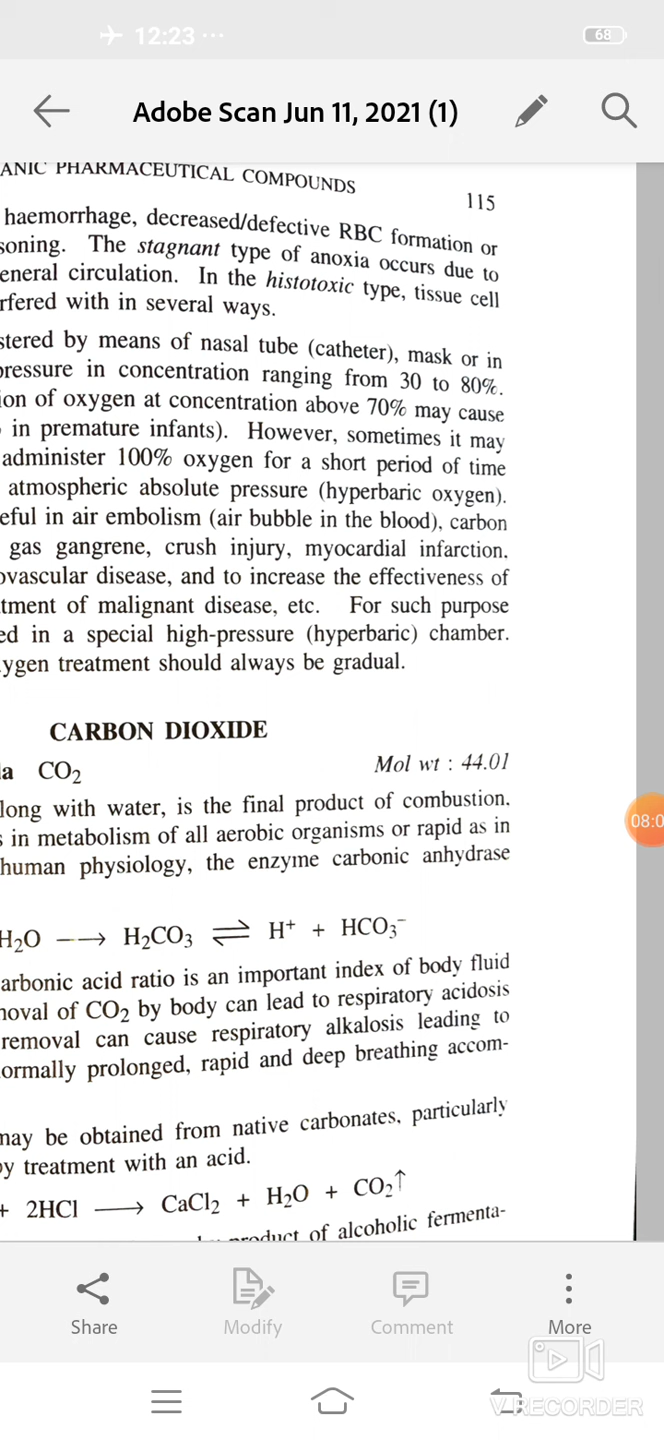 12:23 ...
68
Adobe Scan Jun 11, 2021 (1)
ANIC PHARMACEUTICAL COMPOUNDS 115
haemorrhage, decreased/defective RBC formation or
soning. The stagnant type of anoxia occurs due to
eneral circulation. In the histotoxic type, tissue cell
rfered with in several ways.
stered by means of nasal tube (catheter), mask or in
pressure in concentration ranging from 30 to 80%.
ion of oxygen at concentration above 70% may cause
in premature infants). However, sometimes it may
administer 100% oxygen for a short period of time
atmospheric absolute pressure (hyperbaric oxygen).
eful in air embolism (air bubble in the blood), carbon
gas gangrene, crush injury, myocardial infarction.
ovascular disease, and to increase the effectiveness of
tment of malignant disease, etc. For such purpose
ed in a special high-pressure (hyperbaric) chamber.
ygen treatment should always be gradual.
CARBON DIOXIDE
la CO₂ Mol wt : 44.01
long with water, is the final product of combustion.
s in metabolism of all aerobic organisms or rapid as in
human physiology, the enzyme carbonic anhydrase
H₂O ⟶ H₂CO₃ ⇌ H⁺ + HCO₃⁻
arbonic acid ratio is an important index of body fluid
noval of CO₂ by body can lead to respiratory acidosis
removal can cause respiratory alkalosis leading to
ormally prolonged, rapid and deep breathing accom-
may be obtained from native carbonates, particularly
by treatment with an acid.
+ 2HCl ⟶ CaCl₂ + H₂O + CO₂↑
product of alcoholic fermenta-
08:0
Share Modify Comment More
V RECORDER